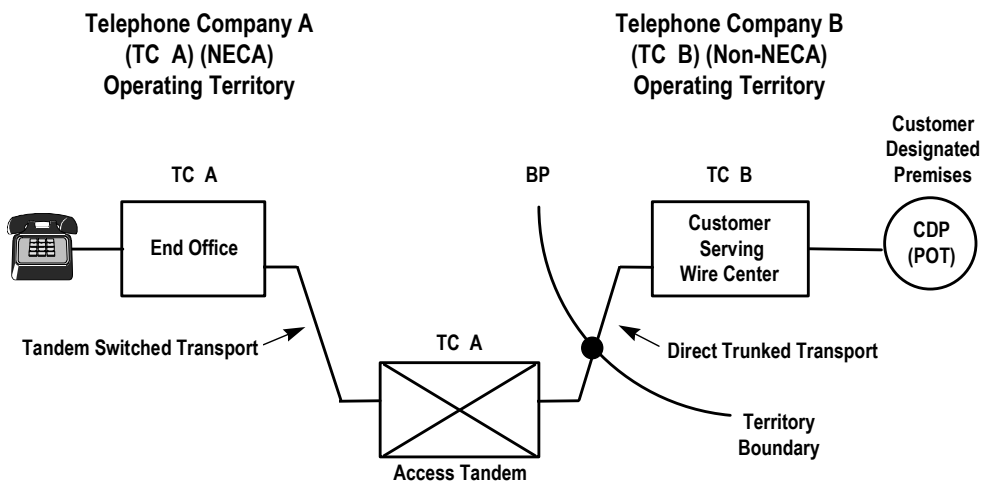 Telephone Company A
(TC A) (NECA)
Operating Territory
Telephone Company B
(TC B) (Non-NECA)
Operating Territory
Customer
Designated
Premises
TC A
BP
TC B
End Office
Customer
Serving
Wire Center
CDP
(POT)
Tandem Switched Transport
TC A
Direct Trunked Transport
Territory
Boundary
Access Tandem